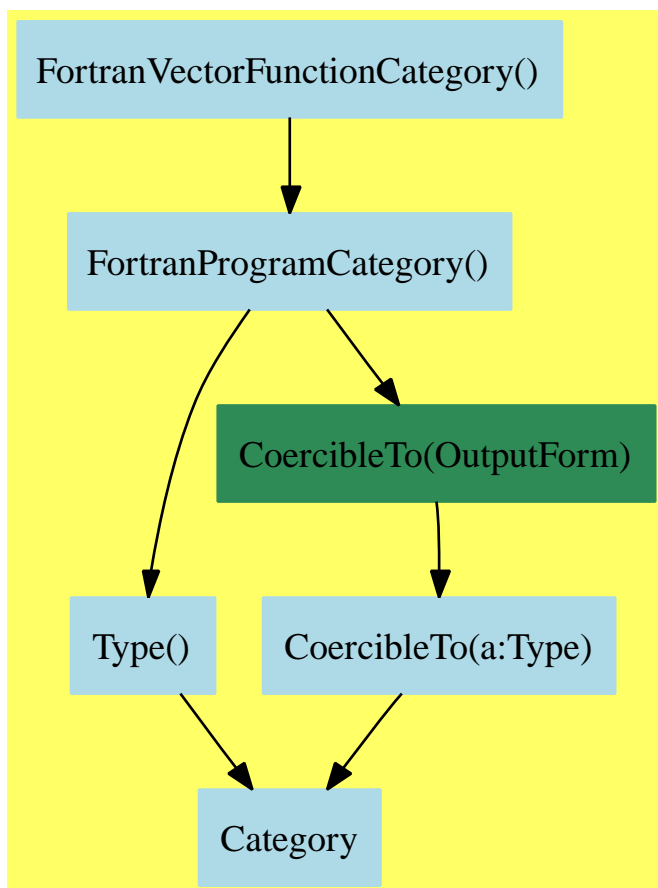 FortranVectorFunctionCategory()
FortranProgramCategory()
CoercibleTo(OutputForm)
Type()
CoercibleTo(a:Type)
Category